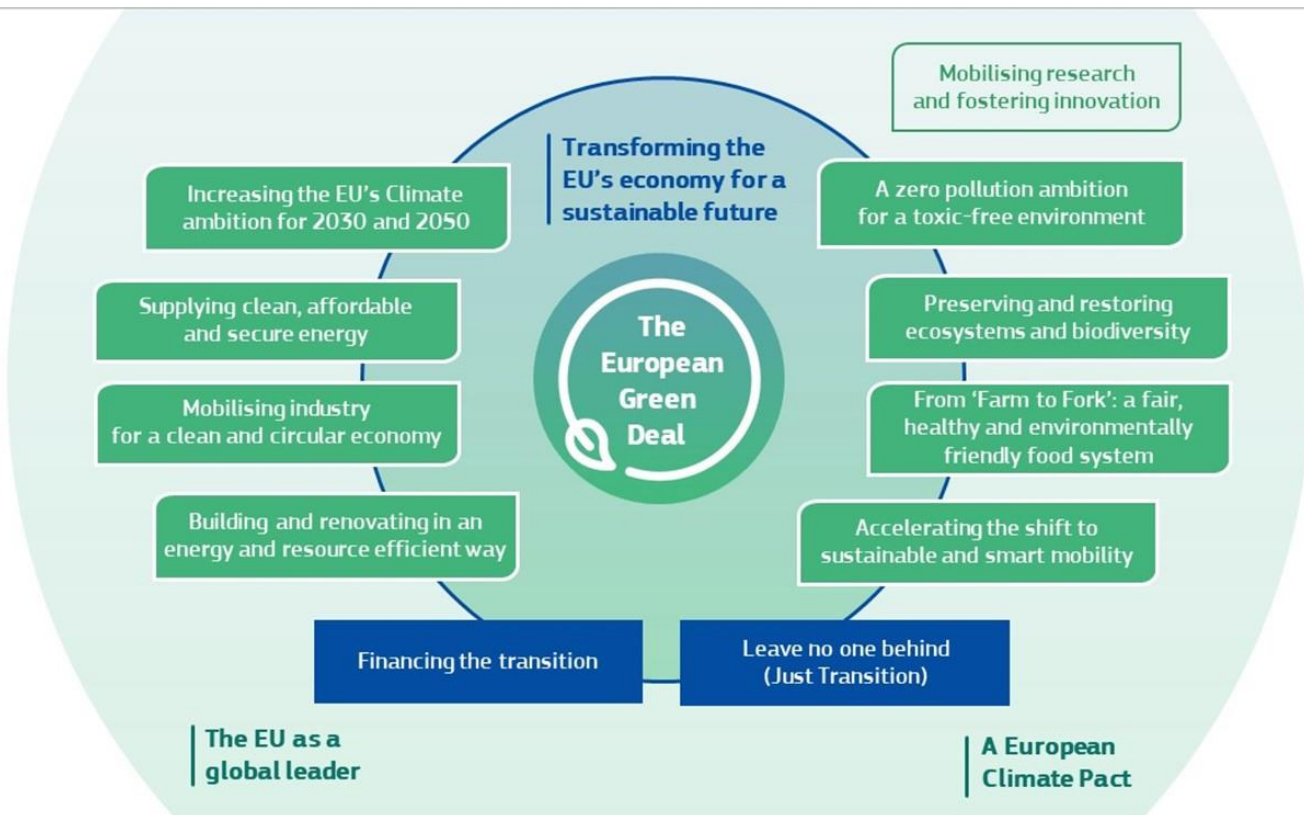 Mobilising research
and fostering innovation
Transforming the
EU's economy for a
sustainable future
Increasing the EU's Climate
ambition for 2030 and 2050
A zero pollution ambition
for a toxic-free environment
Supplying clean, affordable
and secure energy
Preserving and restoring
ecosystems and biodiversity
The
European
Green
Deal
Mobilising industry
for a clean and circular economy
From ‘Farm to Fork’: a fair,
healthy and environmentally
friendly food system
Building and renovating in an
energy and resource efficient way
Accelerating the shift to
sustainable and smart mobility
Financing the transition
Leave no one behind
(Just Transition)
The EU as a
global leader
A European
Climate Pact